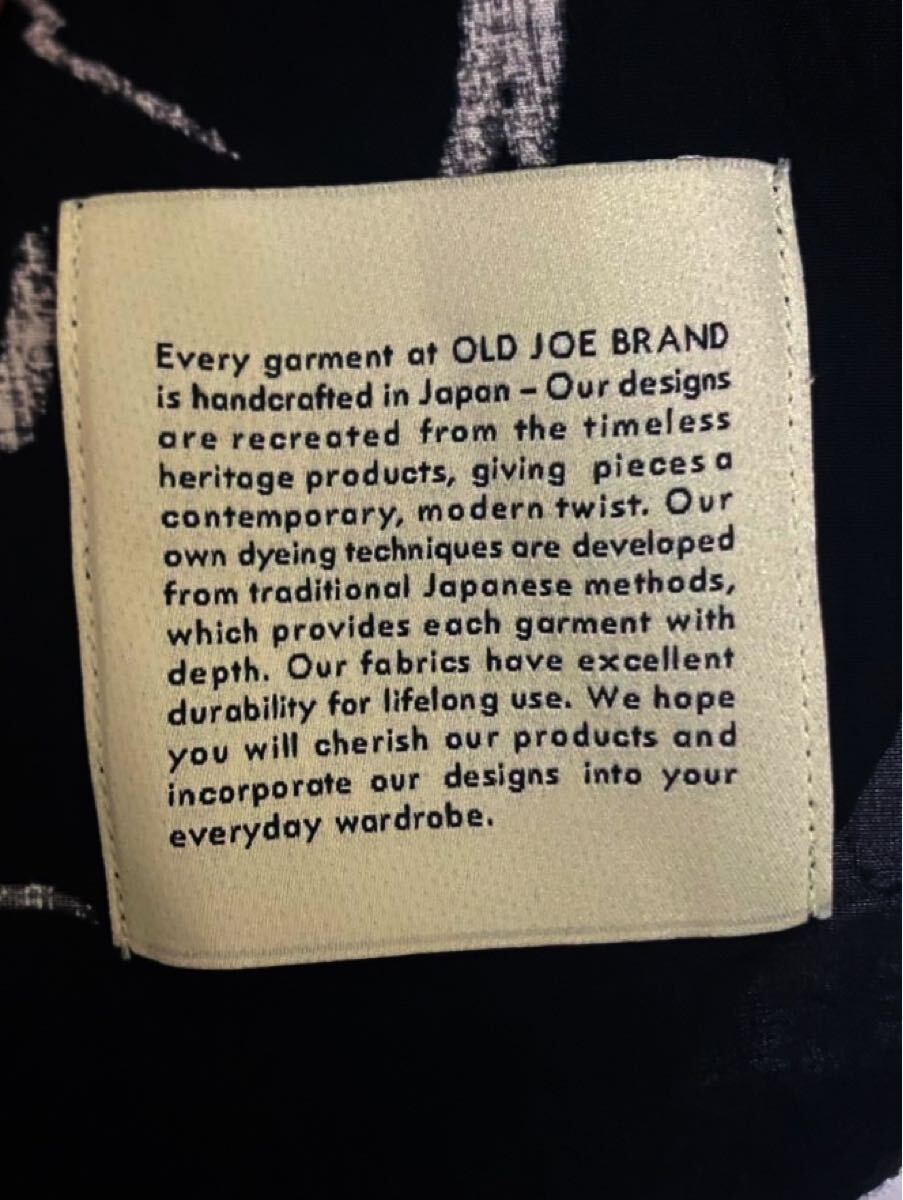 Every garment at OLD JOE BRAND
is handcrafted in Japan – Our designs
are recreated from the timeless
heritage products, giving pieces a
contemporary, modern twist. Our
own dyeing techniques are developed
from traditional Japanese methods,
which provides each garment with
depth. Our fabrics have excellent
durability for lifelong use. We hope
you will cherish our products and
incorporate our designs into your
everyday wardrobe.